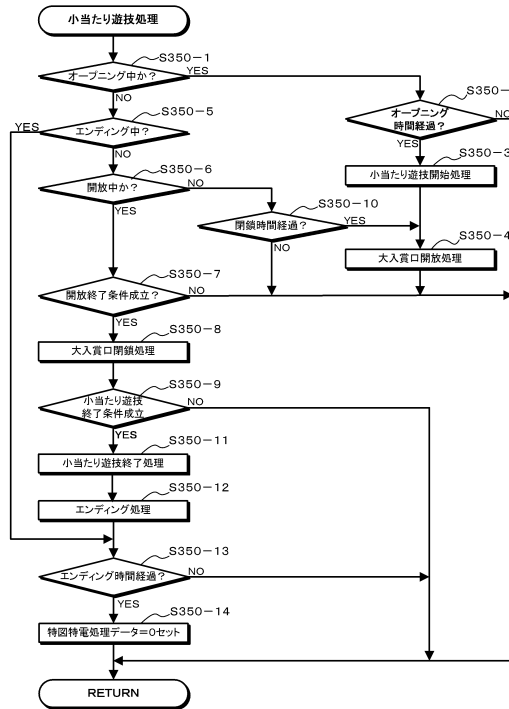 小当たり遊技処理
S350-1
オープニング中か?
YES
NO
S350-
オープニング
時間経過?
NO
YES
S350-5
YES
エンディング中?
NO
S350-3
小当たり遊技開始処理
S350-6
開放中か?
NO
YES
S350-10
閉鎖時間経過?
YES
NO
S350-4
大入賞口開放処理
S350-7
開放終了条件成立?
NO
YES
S350-8
大入賞口閉鎖処理
S350-9
小当たり遊技
終了条件成立
NO
YES
S350-11
小当たり遊技終了処理
S350-12
エンディング処理
S350-13
エンディング時間経過?
NO
YES
S350-14
特図特電処理データ=0セット
RETURN